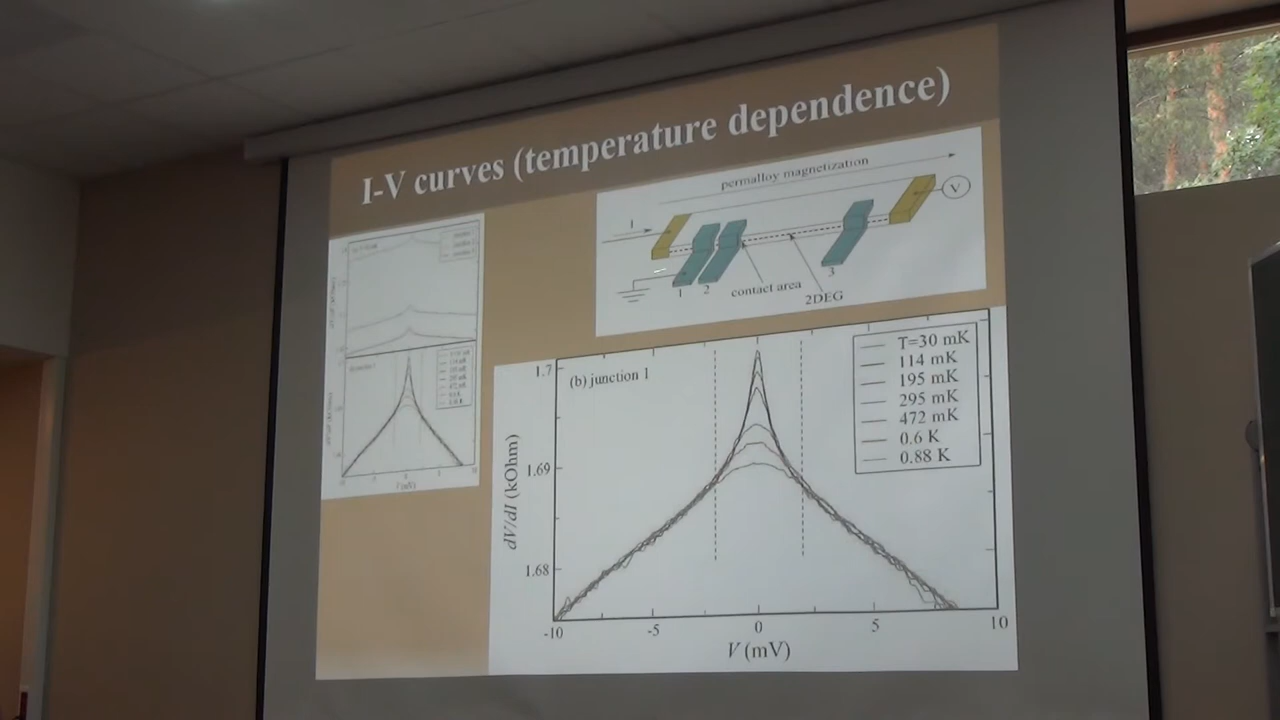 I-V curves (temperature dependence)
permalloy magnetization
I
V
1
2
3
contact area
2DEG
(b) junction 1
T=30 mK
114 mK
195 mK
295 mK
472 mK
0.6 K
0.88 K
1.7
1.69
1.68
dV/dI (kOhm)
-10
-5
0
5
10
V (mV)